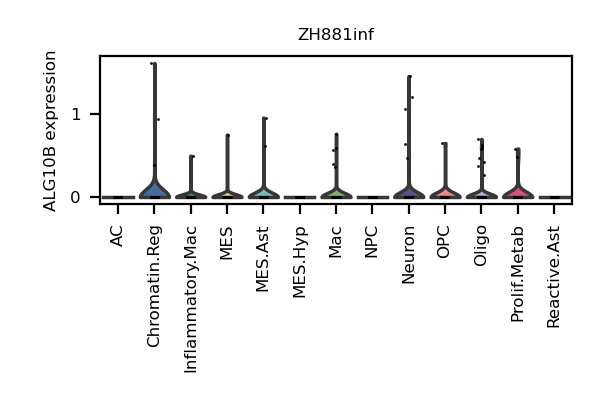 ZH881inf
ALG10B expression
1
0
AC
Chromatin.Reg
Inflammatory.Mac
MES
MES.Ast
MES.Hyp
Mac
NPC
Neuron
OPC
Oligo
Prolif.Metab
Reactive.Ast